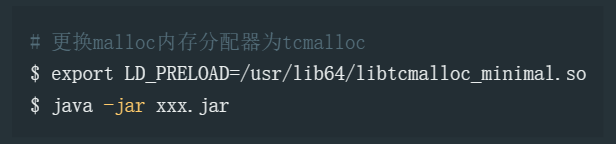 # 更换malloc内存分配器为tcmalloc
$ export LD_PRELOAD=/usr/lib64/libtcmalloc_minimal.so
$ java -jar xxx.jar